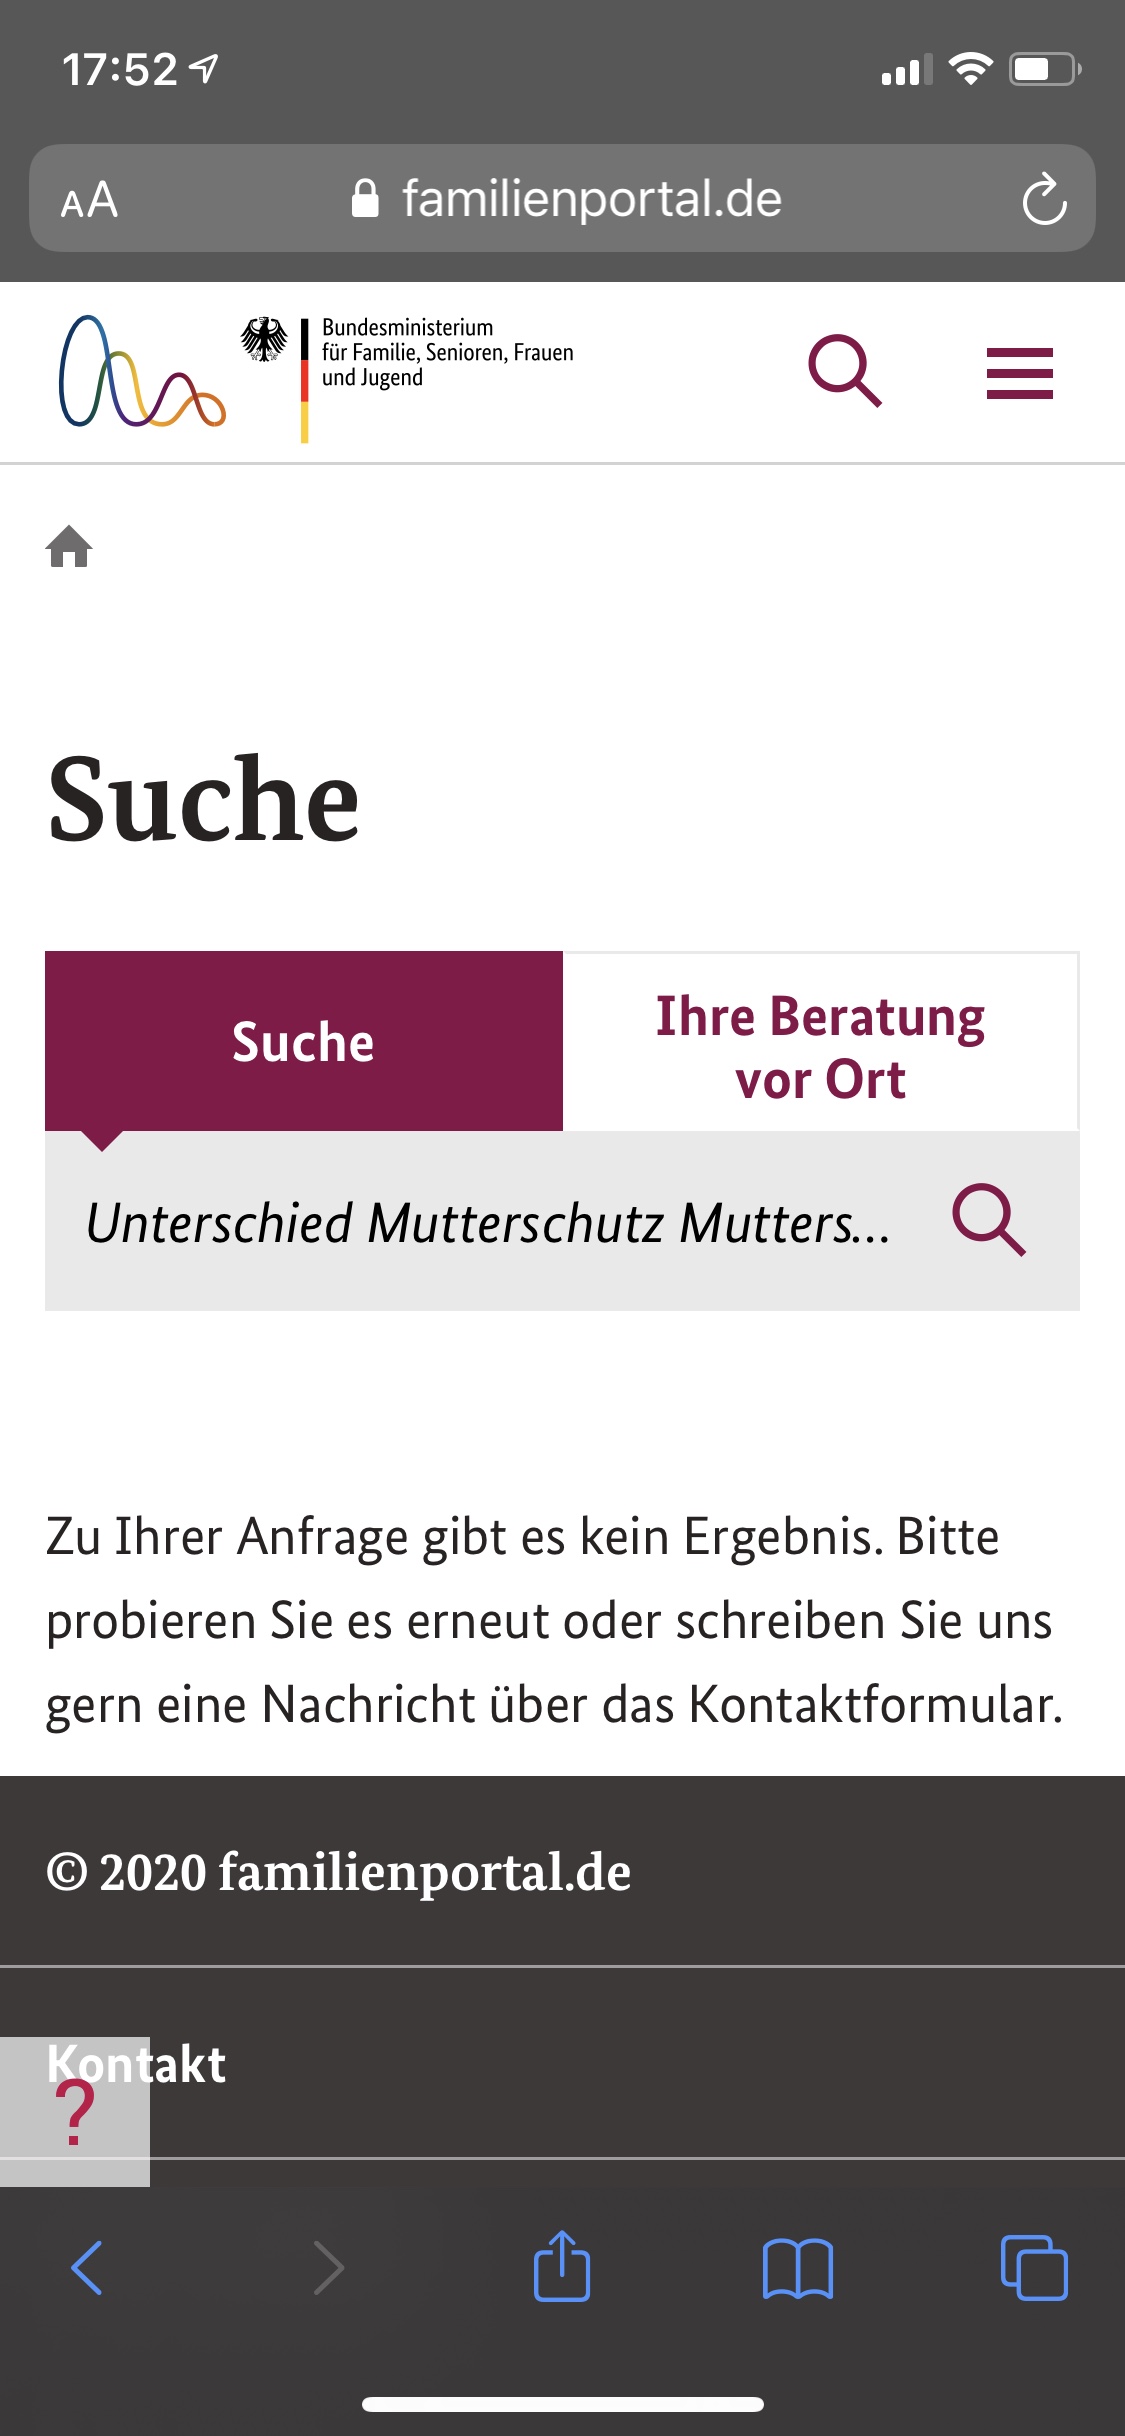 17:52
AA familienportal.de
Bundesministerium
für Familie, Senioren, Frauen
und Jugend
Suche
Suche
Ihre Beratung
vor Ort
Unterschied Mutterschutz Mutters...
Zu Ihrer Anfrage gibt es kein Ergebnis. Bitte
probieren Sie es erneut oder schreiben Sie uns
gern eine Nachricht über das Kontaktformular.
© 2020 familienportal.de
Kontakt
?